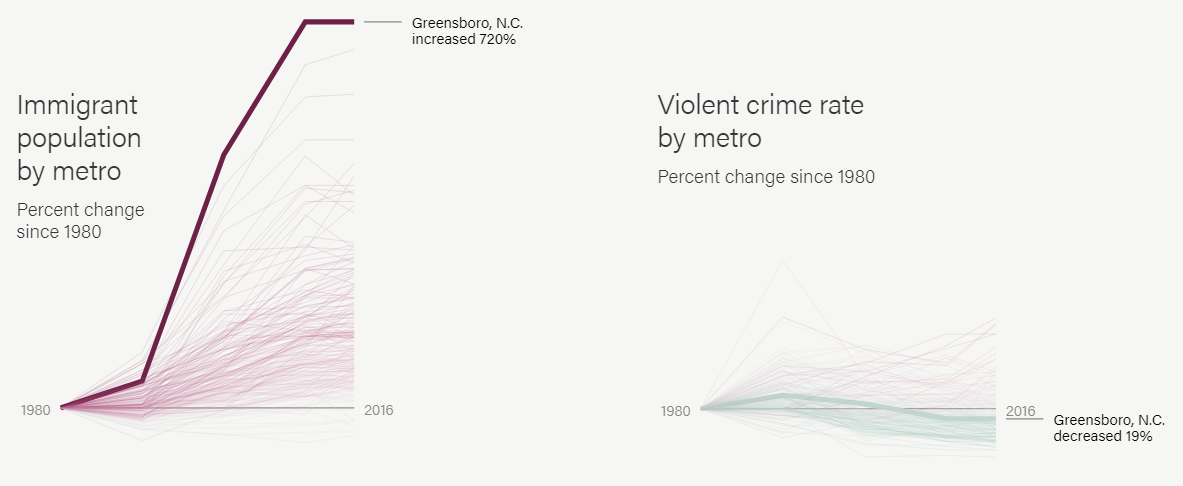 Greensboro, N.C.
increased 720%
Immigrant
population
by metro
Percent change
since 1980
1980
2016
Violent crime rate
by metro
Percent change since 1980
1980
2016
Greensboro, N.C.
decreased 19%